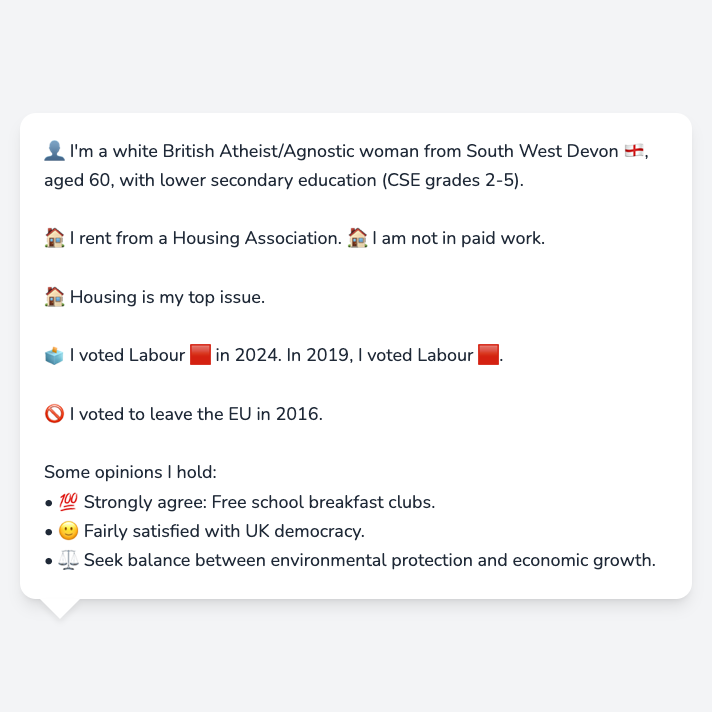 👤 I'm a white British Atheist/Agnostic woman from South West Devon 🏴󠁧󠁢󠁥󠁮󠁧󠁿,
aged 60, with lower secondary education (CSE grades 2-5).
🏠 I rent from a Housing Association. 🏠 I am not in paid work.
🏠 Housing is my top issue.
🗳️ I voted Labour 🟥 in 2024. In 2019, I voted Labour 🟥.
🚫 I voted to leave the EU in 2016.
Some opinions I hold:
• 💯 Strongly agree: Free school breakfast clubs.
• 🙂 Fairly satisfied with UK democracy.
• ⚖️ Seek balance between environmental protection and economic growth.